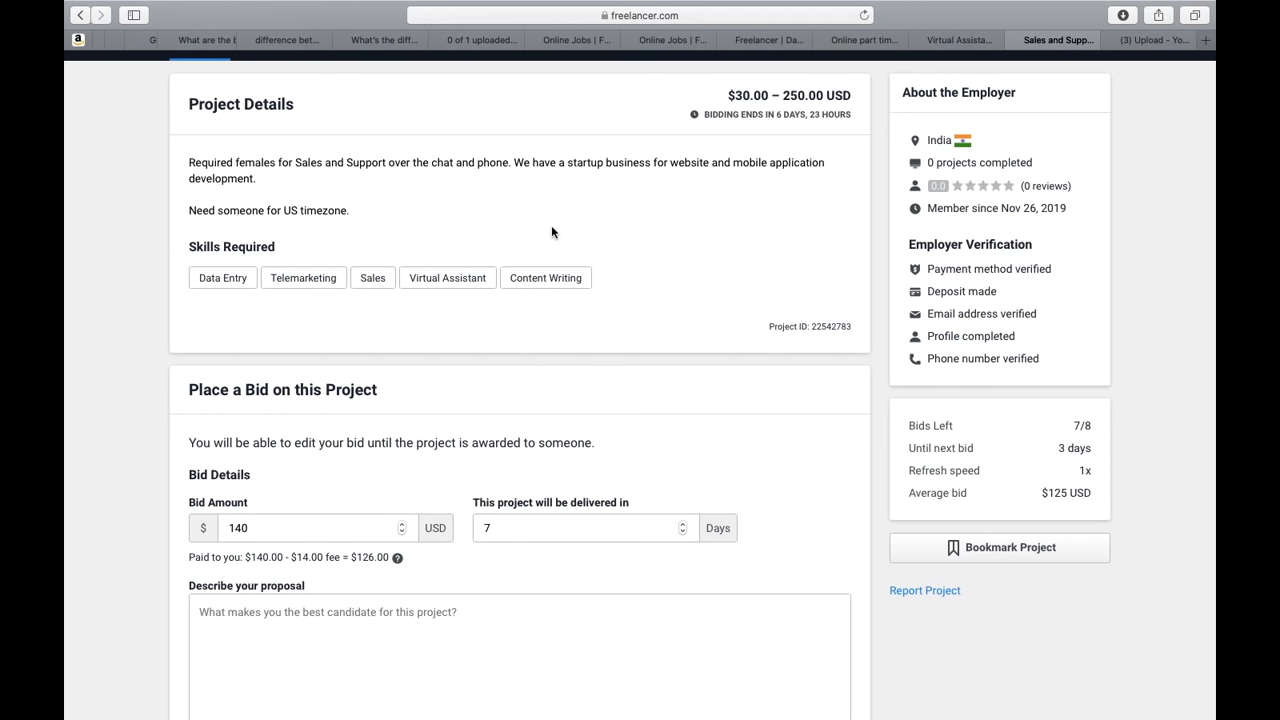 freelancer.com
G
What are the b
difference bet...
What's the diff...
0 of 1 uploaded...
Online Jobs | F...
Online Jobs | F...
Freelancer | Da...
Online part tim...
Virtual Assista...
Sales and Supp...
(3) Upload - Yo...
Project Details
$30.00 – 250.00 USD
BIDDING ENDS IN 6 DAYS, 23 HOURS
Required females for Sales and Support over the chat and phone. We have a startup business for website and mobile application
development.
Need someone for US timezone.
Skills Required
Data Entry
Telemarketing
Sales
Virtual Assistant
Content Writing
Project ID: 22542783
Place a Bid on this Project
You will be able to edit your bid until the project is awarded to someone.
Bid Details
Bid Amount
This project will be delivered in
$ 140 USD
7 Days
Paid to you: $140.00 - $14.00 fee = $126.00 ?
Describe your proposal
What makes you the best candidate for this project?
About the Employer
India
0 projects completed
0.0 (0 reviews)
Member since Nov 26, 2019
Employer Verification
Payment method verified
Deposit made
Email address verified
Profile completed
Phone number verified
Bids Left 7/8
Until next bid 3 days
Refresh speed 1x
Average bid $125 USD
Bookmark Project
Report Project